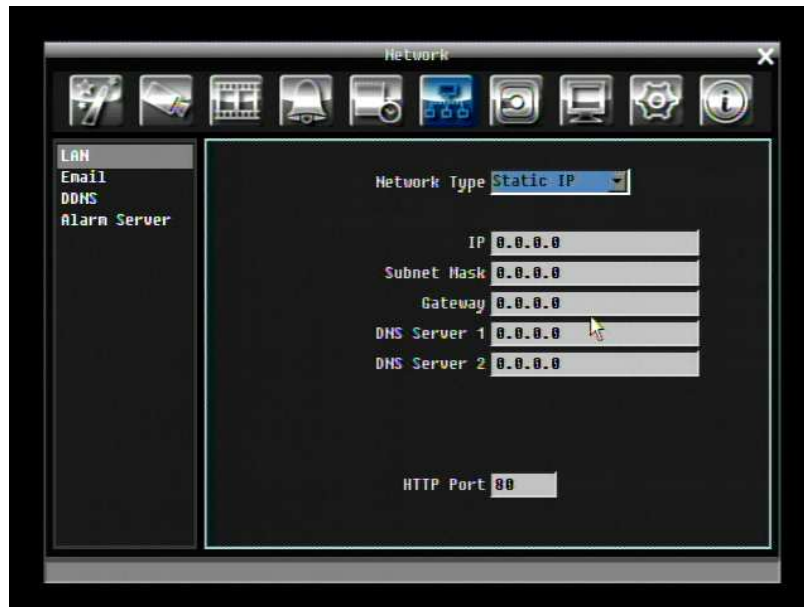 Network
X
LAN
Email
DDNS
Alarm Server
Network Type Static IP
IP 0.0.0.0
Subnet Mask 0.0.0.0
Gateway 0.0.0.0
DNS Server 1 0.0.0.0
DNS Server 2 0.0.0.0
HTTP Port 80